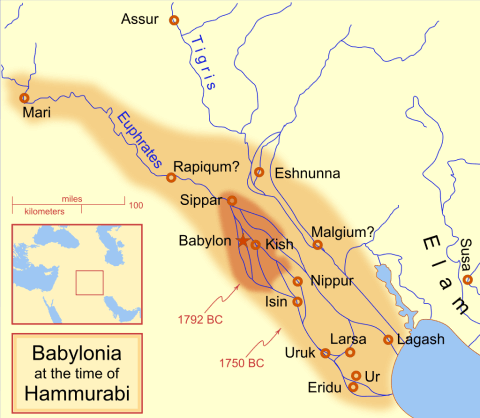 Assur
Tigris
Mari
Euphrates
Rapiqum?
Eshnunna
Sippar
miles
kilometers
100
Babylon
Kish
Malgium?
Elam
Susa
Nippur
1792 BC
Isin
1750 BC
Larsa
Lagash
Uruk
Ur
Eridu
Babylonia
at the time of
Hammurabi